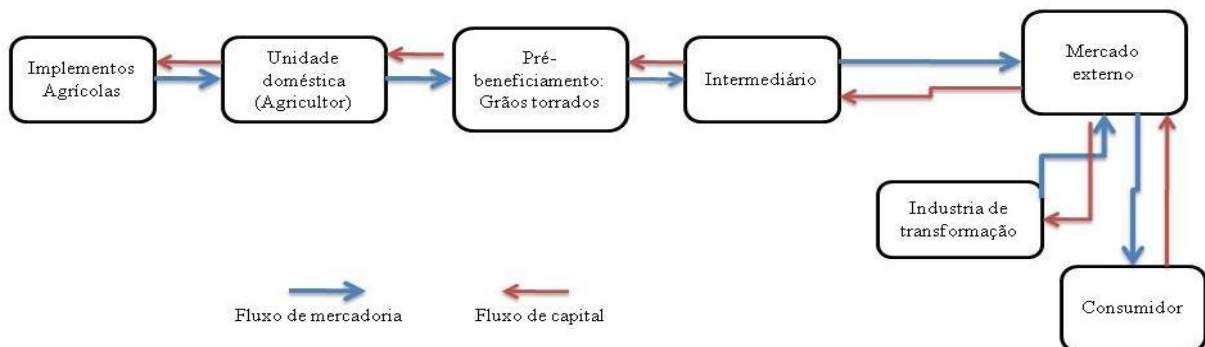 Implementos
Agrícolas
Unidade
doméstica
(Agricultor)
Pré-
beneficiamento:
Grãos torrados
Intermediário
Mercado
externo
Industria de
transformação
Consumidor
Fluxo de mercadoria
Fluxo de capital